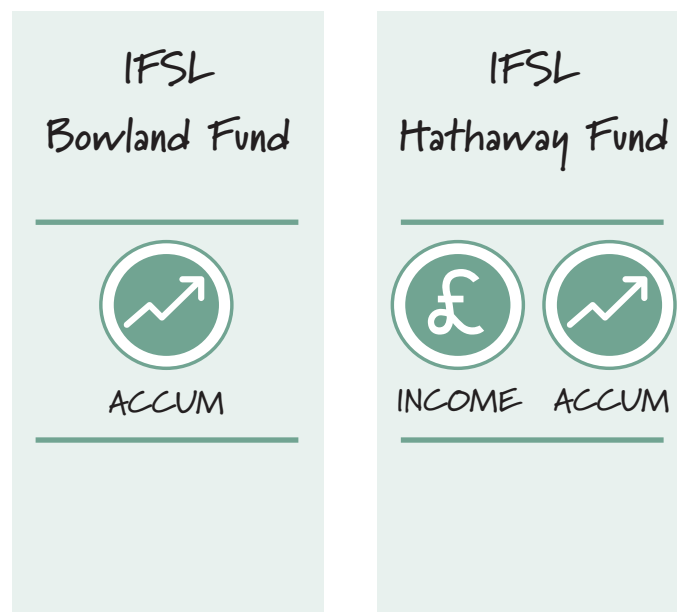 IFSL
Bowland Fund
ACCUM
IFSL
Hathaway Fund
£
INCOME ACCUM